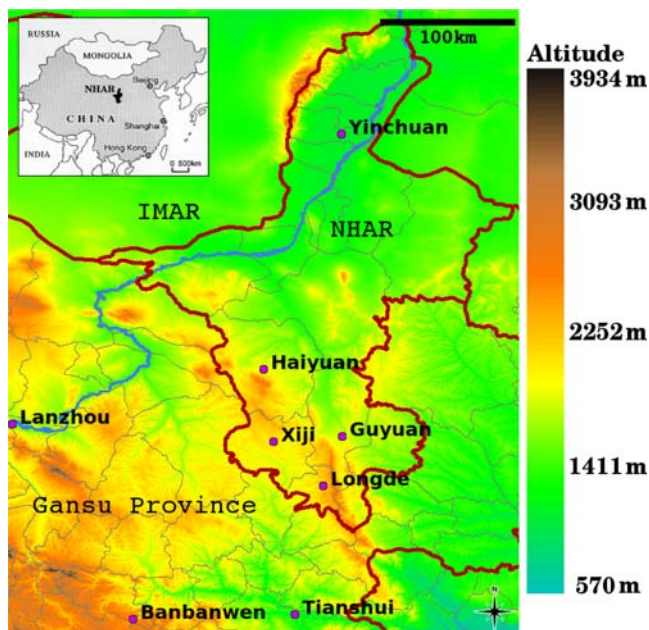 RUSSIA
MONGOLIA
Beijing
NHAR
CHINA
Shanghai
INDIA
Hong Kong
500km
100km
Altitude
3934 m
3093 m
2252 m
1411 m
570 m
Yinchuan
IMAR
NHAR
Haiyuan
Lanzhou
Xiji
Guyuan
Longde
Gansu Province
Banbanwen
Tianshui
N